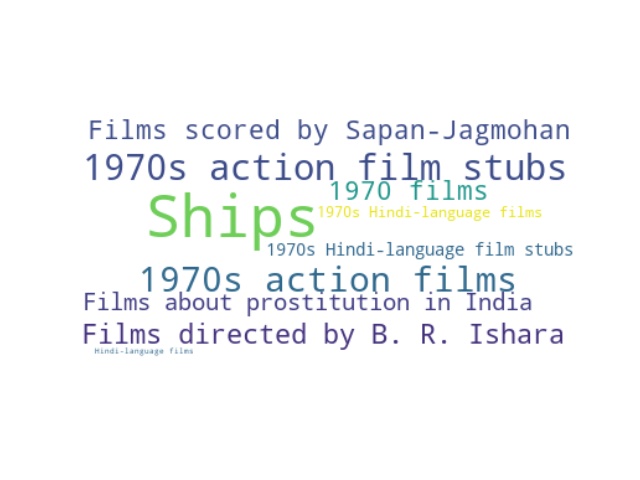 Films scored by Sapan-Jagmohan
1970s action film stubs
1970 films
Ships
1970s Hindi-language films
1970s Hindi-language film stubs
1970s action films
Films about prostitution in India
Films directed by B. R. Ishara
Hindi-language films